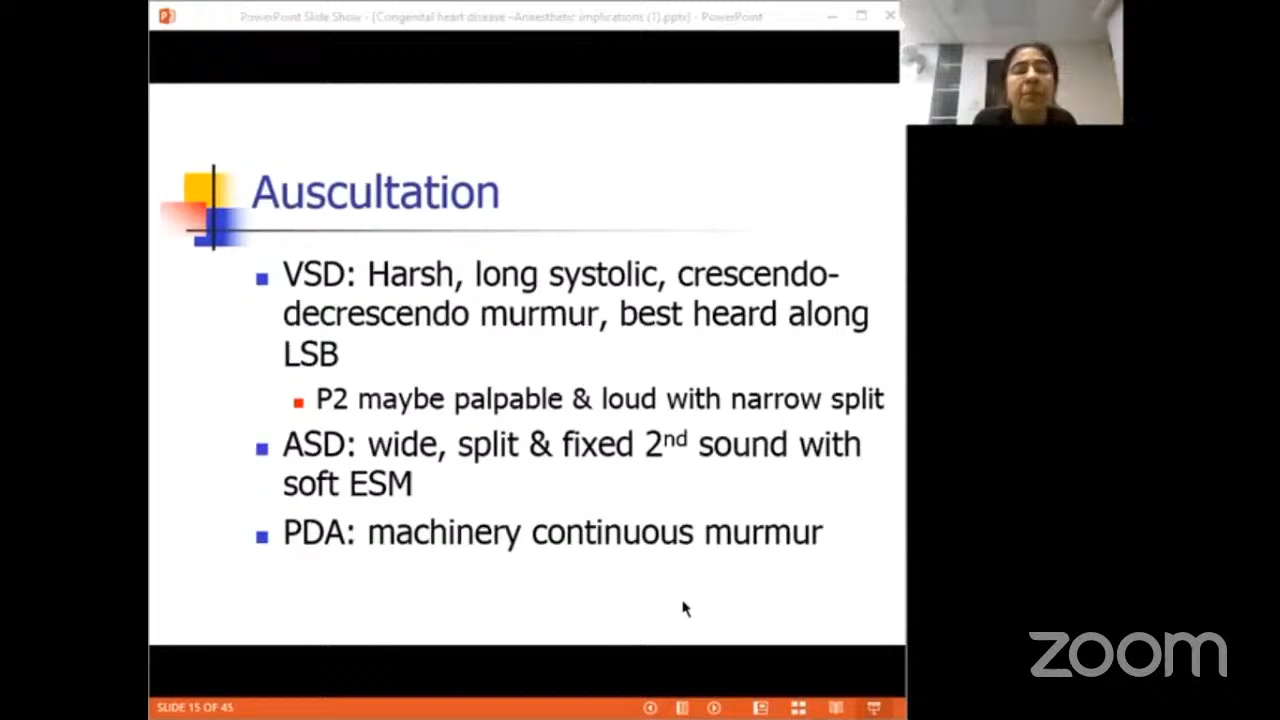 PowerPoint Slide Show - [Congenital heart disease -Anaesthetic implications (1).pptx] - PowerPoint
Auscultation
VSD: Harsh, long systolic, crescendo-
decrescendo murmur, best heard along
LSB
P2 maybe palpable & loud with narrow split
ASD: wide, split & fixed 2nd sound with
soft ESM
PDA: machinery continuous murmur
zoom
SLIDE 15 OF 45